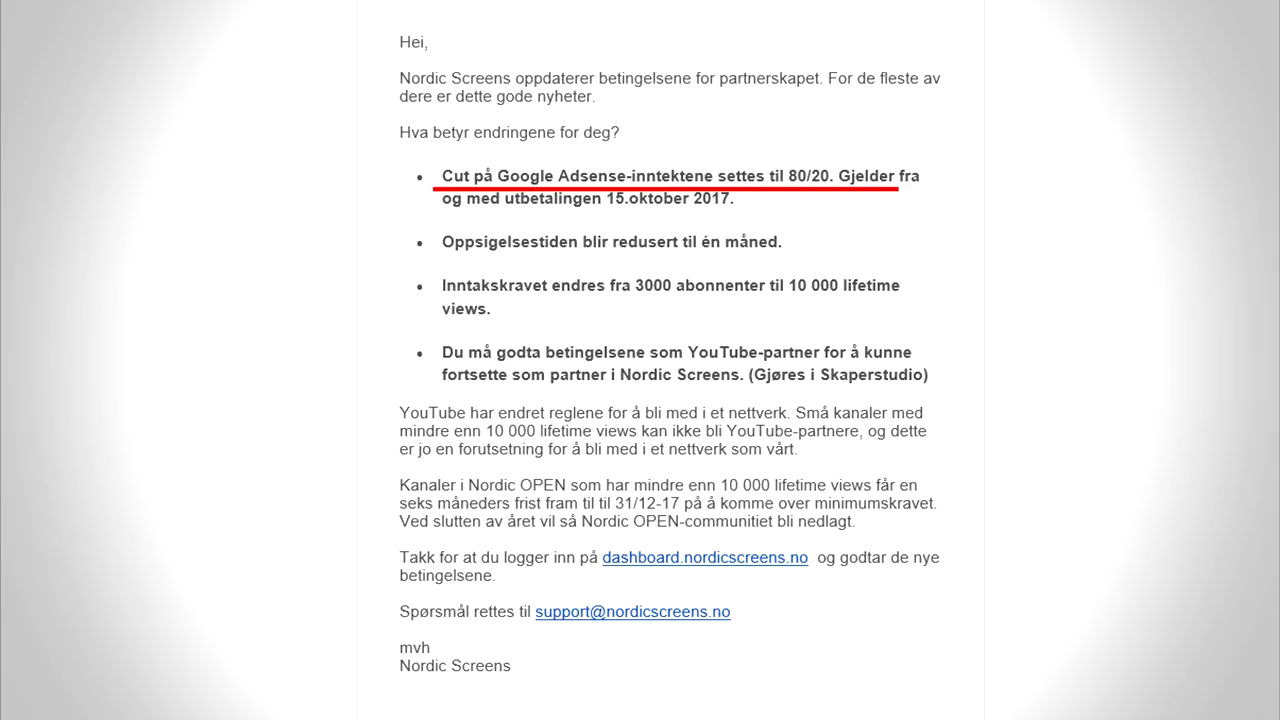 Hei,
Nordic Screens oppdaterer betingelsene for partnerskapet. For de fleste av
dere er dette gode nyheter.
Hva betyr endringene for deg?
• Cut på Google Adsense-inntektene settes til 80/20. Gjelder fra
og med utbetalingen 15.oktober 2017.
• Oppsigelsestiden blir redusert til én måned.
• Inntakskravet endres fra 3000 abonnenter til 10 000 lifetime
views.
• Du må godta betingelsene som YouTube-partner for å kunne
fortsette som partner i Nordic Screens. (Gjøres i Skaperstudio)
YouTube har endret reglene for å bli med i et nettverk. Små kanaler med
mindre enn 10 000 lifetime views kan ikke bli YouTube-partnere, og dette
er jo en forutsetning for å bli med i et nettverk som vårt.
Kanaler i Nordic OPEN som har mindre enn 10 000 lifetime views får en
seks måneders frist fram til til 31/12-17 på å komme over minimumskravet.
Ved slutten av året vil så Nordic OPEN-communitiet bli nedlagt.
Takk for at du logger inn på dashboard.nordicscreens.no og godtar de nye
betingelsene.
Spørsmål rettes til support@nordicscreens.no
mvh
Nordic Screens